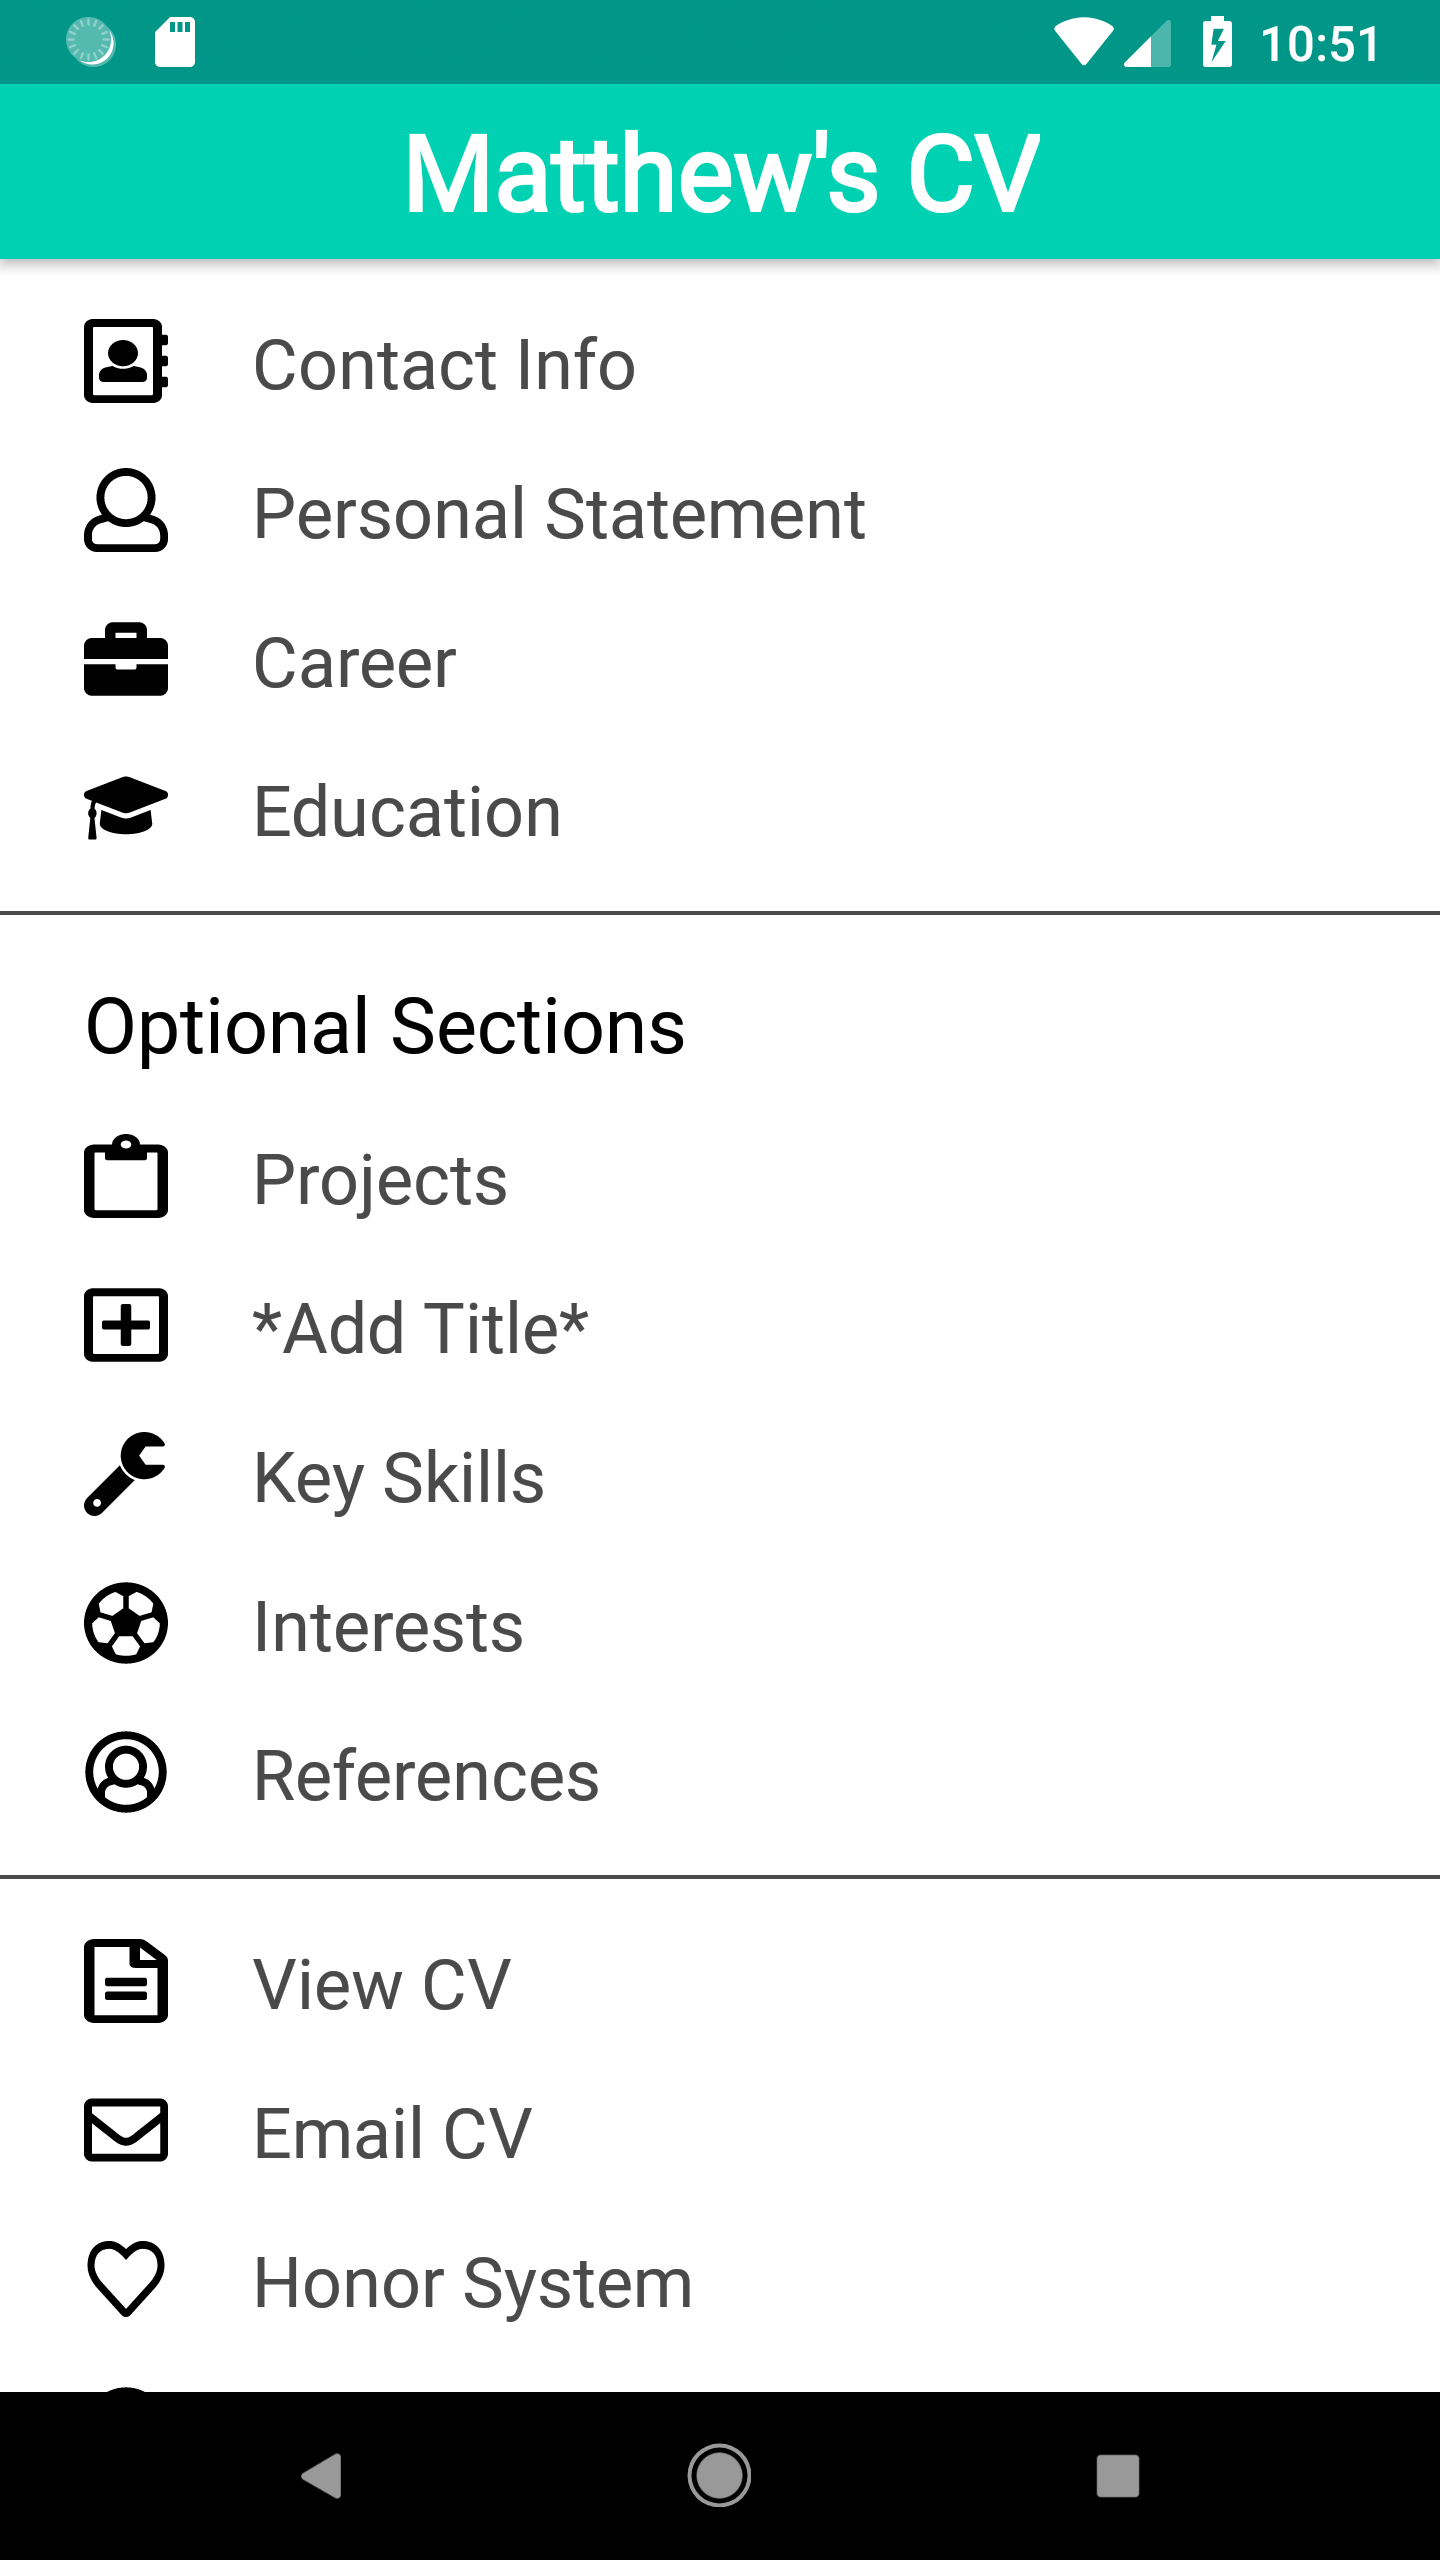 10:51
Matthew's CV
Contact Info
Personal Statement
Career
Education
Optional Sections
Projects
*Add Title*
Key Skills
Interests
References
View CV
Email CV
Honor System